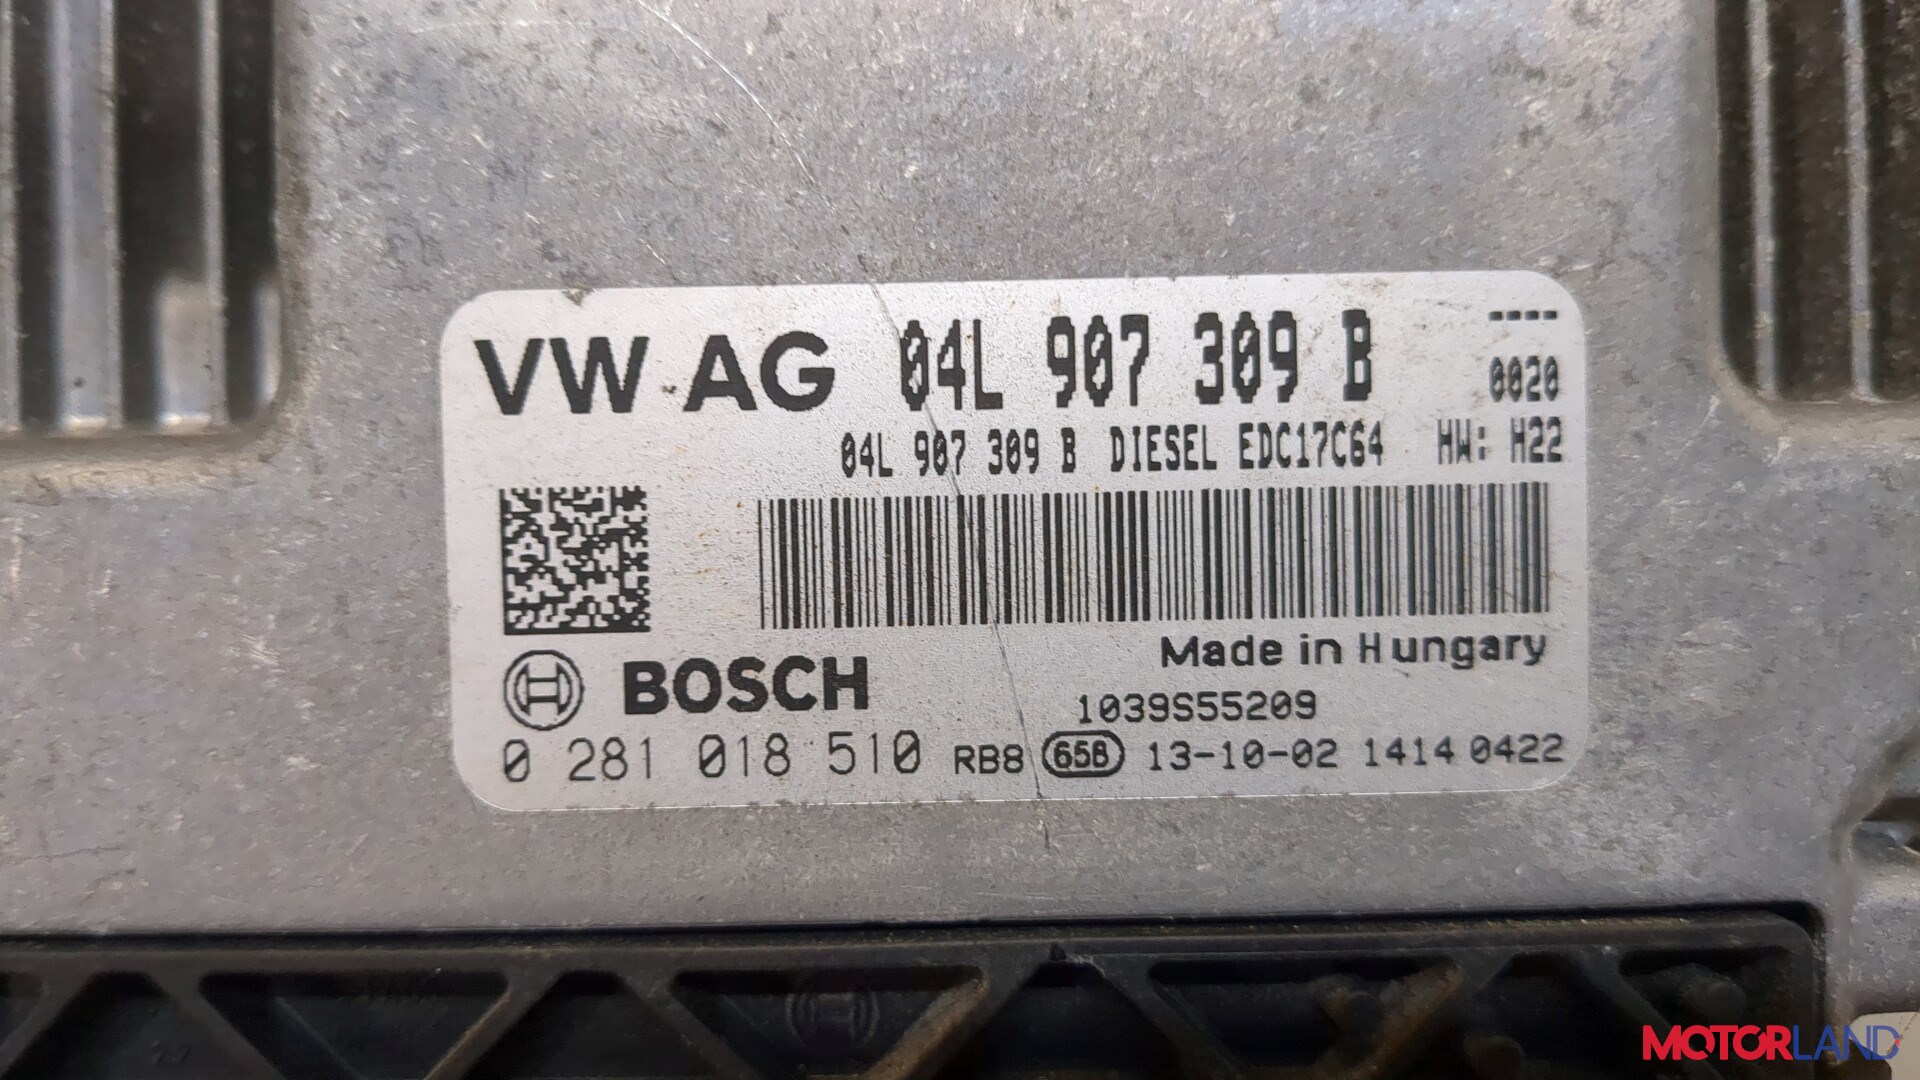 VW AG 04L 907 309 B ----
0020
04L 907 309 B DIESEL EDC17C64 HW: H22
Made in Hungary
BOSCH
1039S55209
0 281 018 510 RB8 65B 13-10-02 1414 0422
MOTORLAND